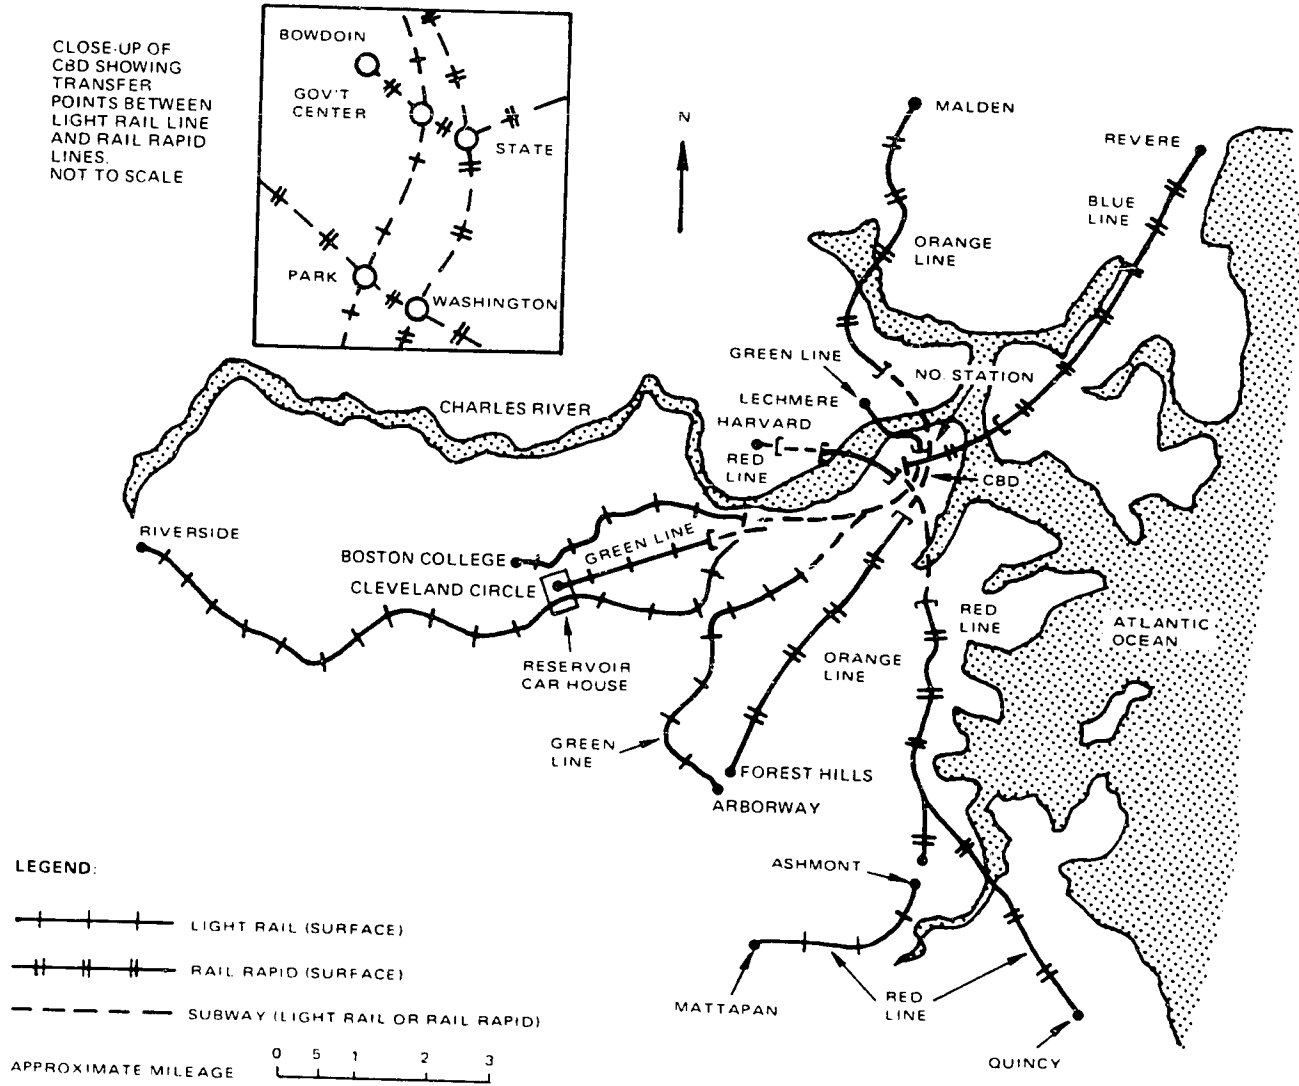 CLOSE-UP OF
CBD SHOWING
TRANSFER
POINTS BETWEEN
LIGHT RAIL LINE
AND RAIL RAPID
LINES.
NOT TO SCALE
BOWDOIN
GOV'T
CENTER
STATE
PARK
WASHINGTON
N
MALDEN
REVERE
BLUE
LINE
ORANGE
LINE
GREEN LINE
NO. STATION
LECHMERE
HARVARD
RED
LINE
CBD
CHARLES RIVER
RIVERSIDE
BOSTON COLLEGE
GREEN LINE
CLEVELAND CIRCLE
RESERVOIR
CAR HOUSE
RED
LINE
ATLANTIC
OCEAN
ORANGE
LINE
GREEN
LINE
FOREST HILLS
ARBORWAY
ASHMONT
MATTAPAN
RED
LINE
QUINCY
LEGEND:
LIGHT RAIL (SURFACE)
RAIL RAPID (SURFACE)
SUBWAY (LIGHT RAIL OR RAIL RAPID)
APPROXIMATE MILEAGE
0 5 1 2 3